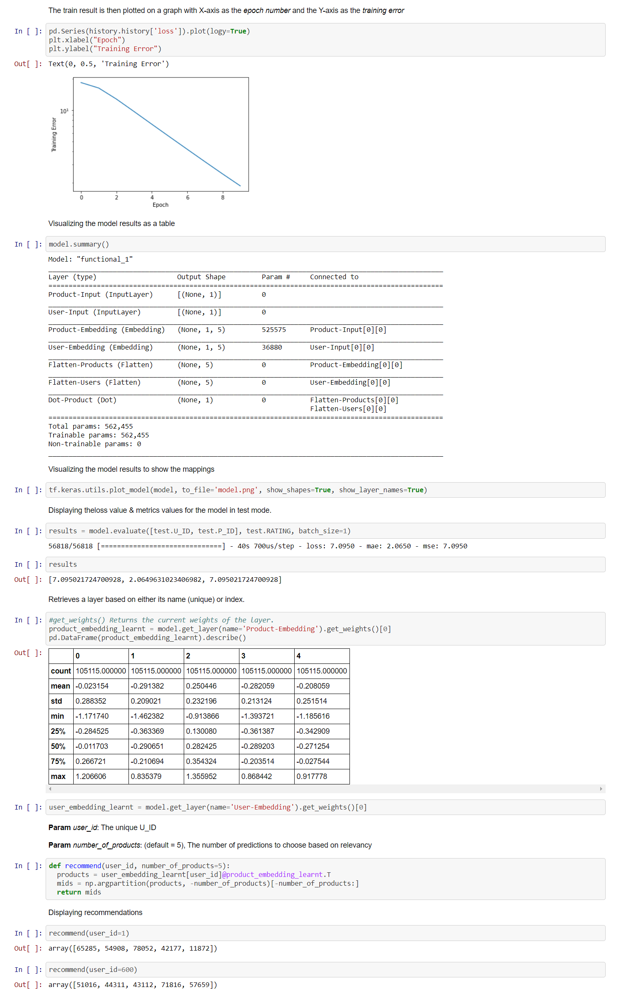 The train result is then plotted on a graph with X-axis as the epoch number and the Y-axis as the training error
In [ ]: pd.Series(history.history['loss']).plot(logy=True)
plt.xlabel("Epoch")
plt.ylabel("Training Error")
Out[ ]: Text(0, 0.5, 'Training Error')
10¹
Training Error
0 2 4 6 8
Epoch
Visualizing the model results as a table
In [ ]: model.summary()
Model: "functional_1"
Layer (type) Output Shape Param # Connected to
Product-Input (InputLayer) [(None, 1)] 0
User-Input (InputLayer) [(None, 1)] 0
Product-Embedding (Embedding) (None, 1, 5) 525575 Product-Input[0][0]
User-Embedding (Embedding) (None, 1, 5) 36880 User-Input[0][0]
Flatten-Products (Flatten) (None, 5) 0 Product-Embedding[0][0]
Flatten-Users (Flatten) (None, 5) 0 User-Embedding[0][0]
Dot-Product (Dot) (None, 1) 0 Flatten-Products[0][0]
Flatten-Users[0][0]
Total params: 562,455
Trainable params: 562,455
Non-trainable params: 0
Visualizing the model results to show the mappings
In [ ]: tf.keras.utils.plot_model(model, to_file='model.png', show_shapes=True, show_layer_names=True)
Displaying theloss value & metrics values for the model in test mode.
In [ ]: results = model.evaluate([test.U_ID, test.P_ID], test.RATING, batch_size=1)
56818/56818 [==============================] - 40s 700us/step - loss: 7.0950 - mae: 2.0650 - mse: 7.0950
In [ ]: results
Out[ ]: [7.095021724700928, 2.0649631023406982, 7.095021724700928]
Retrieves a layer based on either its name (unique) or index.
In [ ]: #get_weights() Returns the current weights of the layer.
product_embedding_learnt = model.get_layer(name='Product-Embedding').get_weights()[0]
pd.DataFrame(product_embedding_learnt).describe()
Out[ ]: 0 1 2 3 4
count 105115.000000 105115.000000 105115.000000 105115.000000 105115.000000
mean -0.023154 -0.291382 0.250446 -0.282059 -0.208059
std 0.288352 0.209021 0.232196 0.213124 0.251514
min -1.171740 -1.462382 -0.913866 -1.393721 -1.185616
25% -0.284525 -0.363369 0.130080 -0.361387 -0.342909
50% -0.011703 -0.290651 0.282425 -0.289203 -0.271254
75% 0.266721 -0.210694 0.354324 -0.203514 -0.027544
max 1.206606 0.835379 1.355952 0.868442 0.917778
In [ ]: user_embedding_learnt = model.get_layer(name='User-Embedding').get_weights()[0]
Param user_id: The unique U_ID
Param number_of_products: (default = 5), The number of predictions to choose based on relevancy
In [ ]: def recommend(user_id, number_of_products=5):
products = user_embedding_learnt[user_id]@product_embedding_learnt.T
mids = np.argpartition(products, -number_of_products)[-number_of_products:]
return mids
Displaying recommendations
In [ ]: recommend(user_id=1)
Out[ ]: array([65285, 54908, 78052, 42177, 11872])
In [ ]: recommend(user_id=600)
Out[ ]: array([51016, 44311, 43112, 71816, 57659])